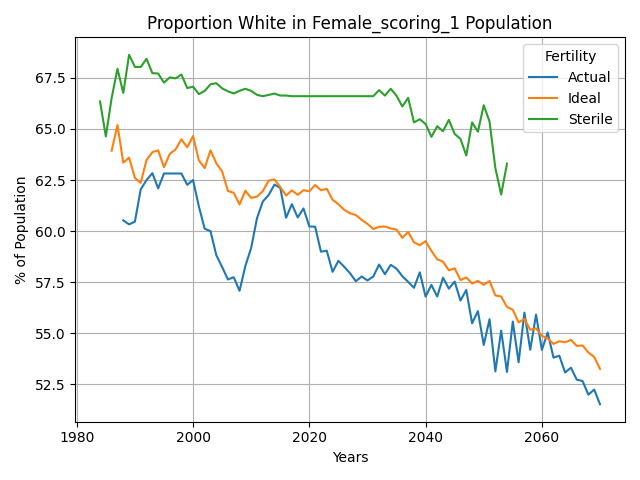 Proportion White in Female_scoring_1 Population
Fertility
Actual
Ideal
Sterile
% of Population
67.5
65.0
62.5
60.0
57.5
55.0
52.5
1980
2000
2020
2040
2060
Years